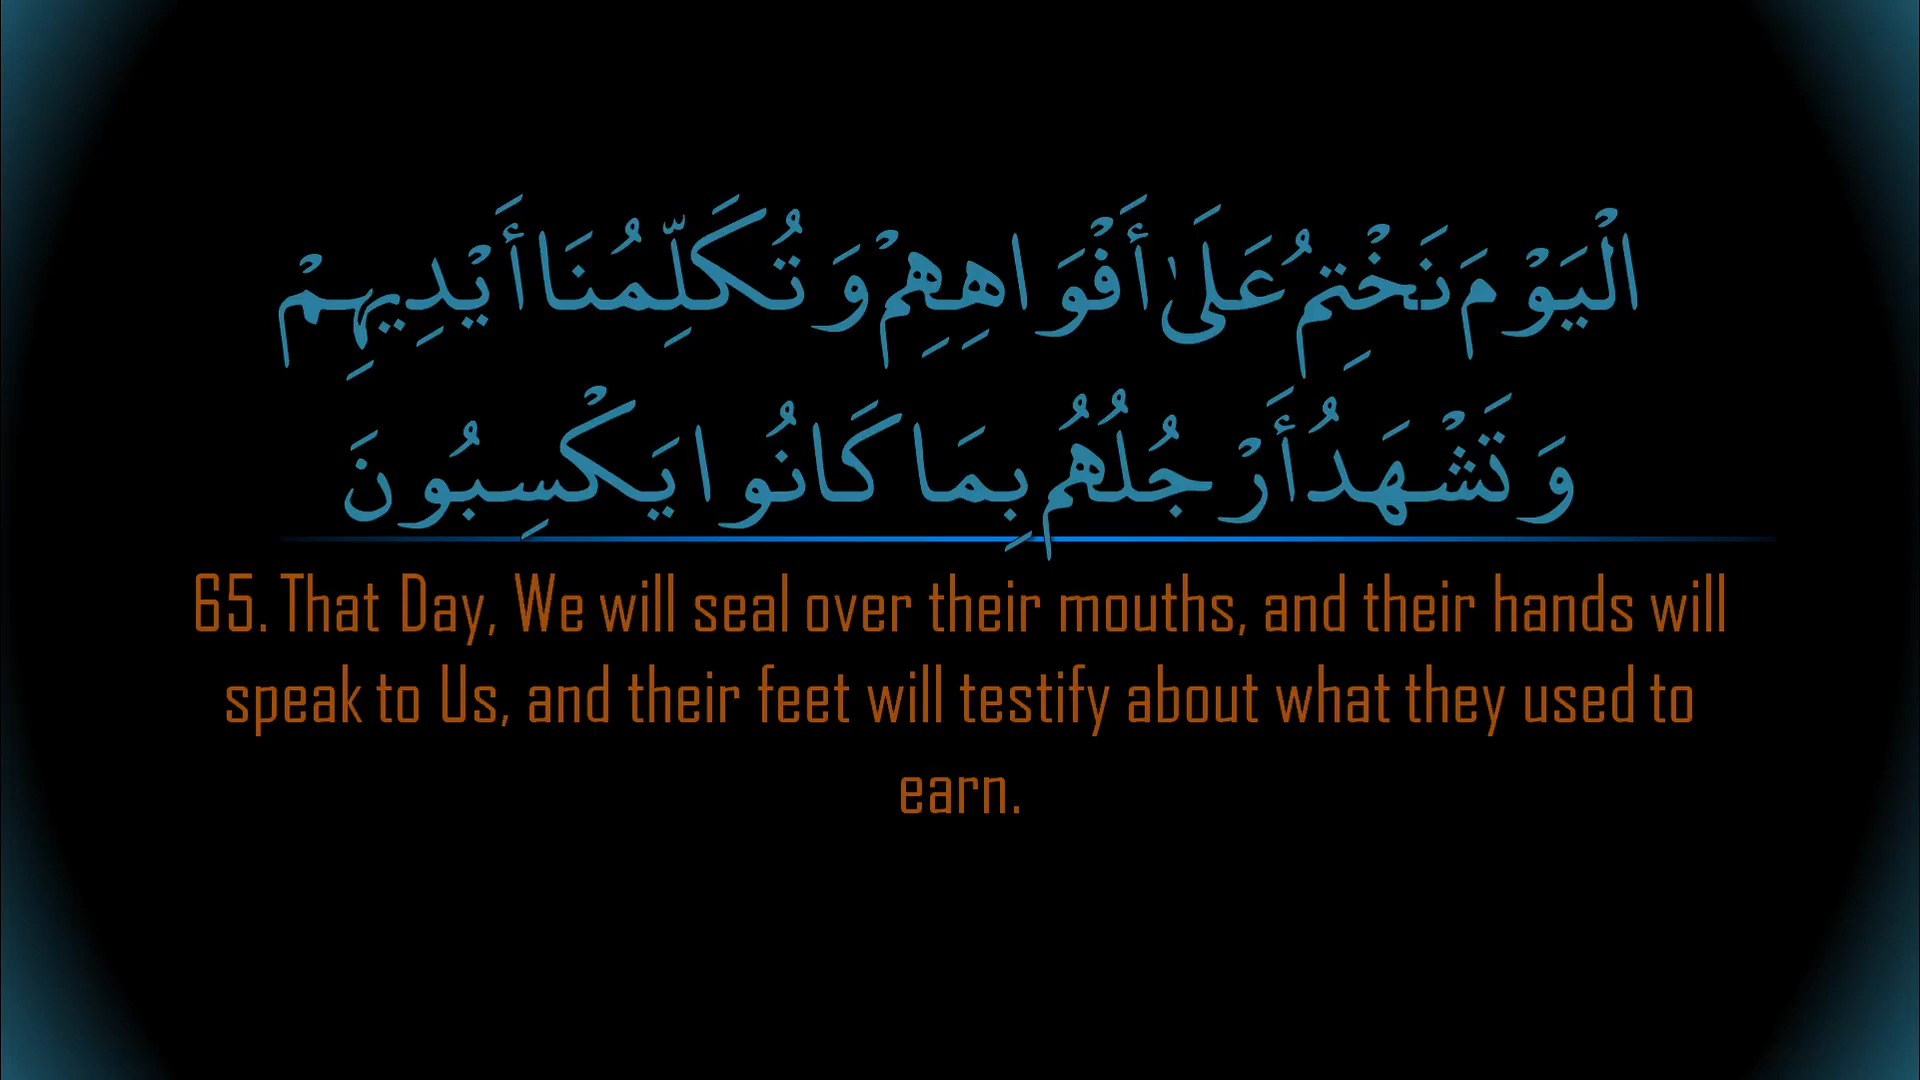 الْيَوْمَ نَخْتِمُ عَلَىٰ أَفْوَاهِهِمْ وَتُكَلِّمُنَا أَيْدِيهِمْ
وَتَشْهَدُ أَرْجُلُهُم بِمَا كَانُوا يَكْسِبُونَ
65. That Day, We will seal over their mouths, and their hands will
speak to Us, and their feet will testify about what they used to
earn.